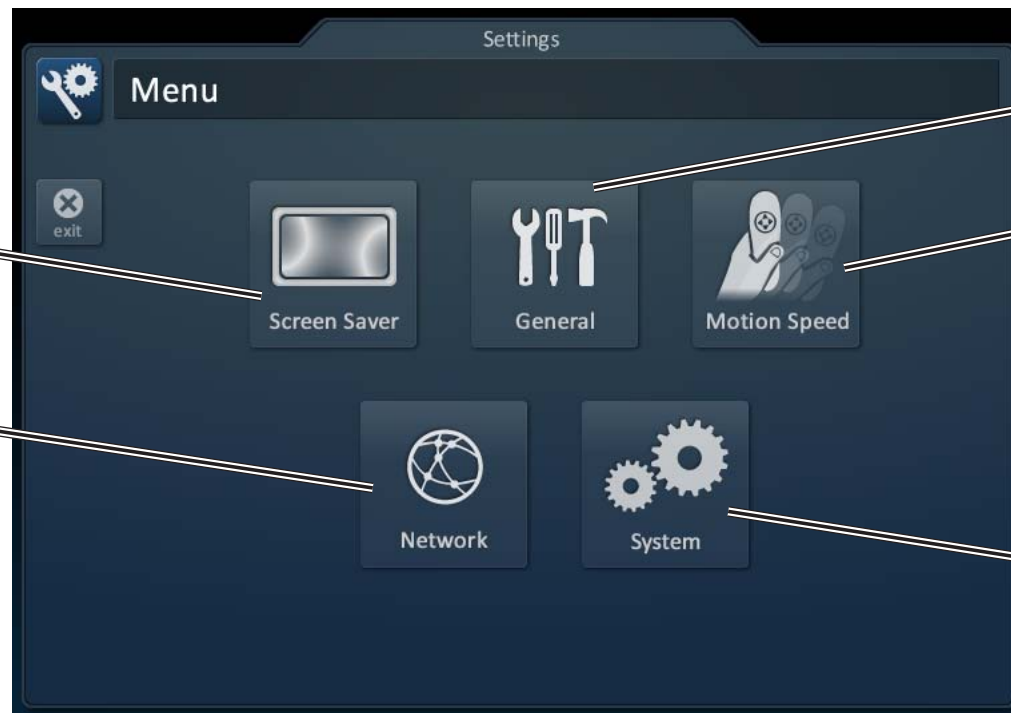 Settings
Menu
exit
Screen Saver
General
Motion Speed
Network
System